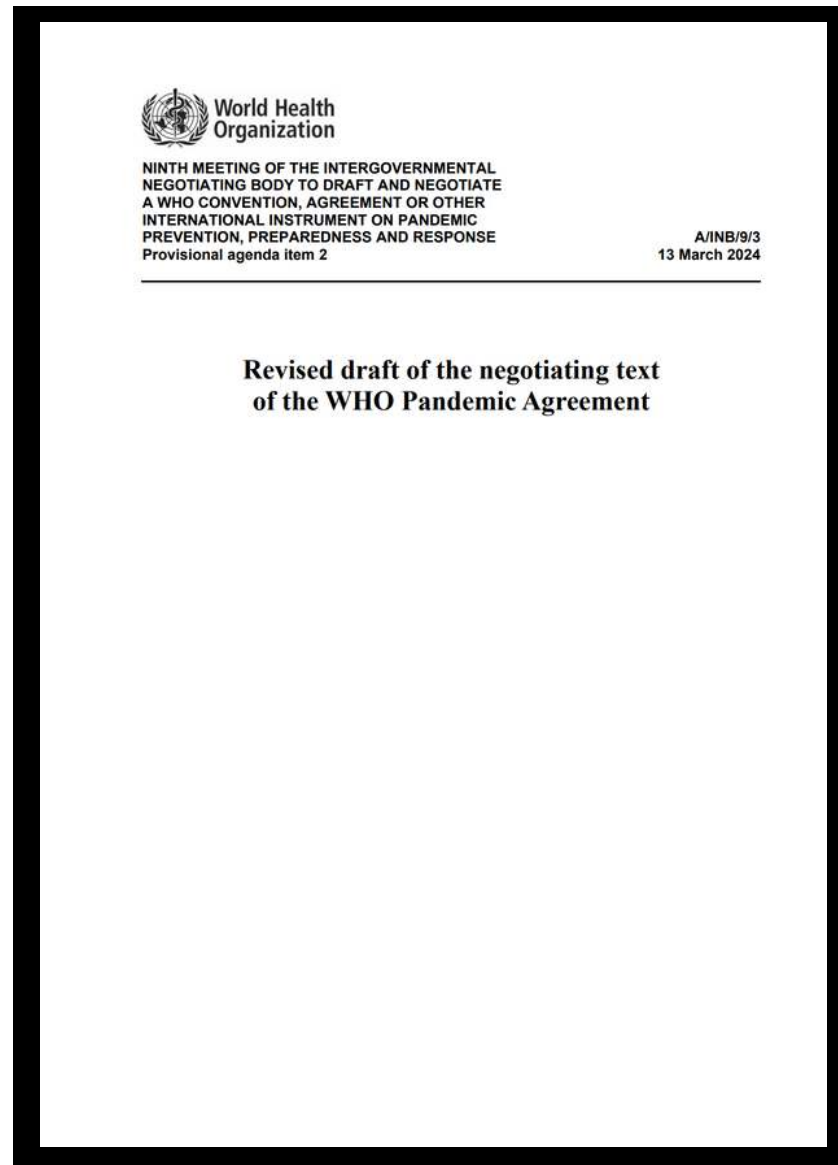 World Health
Organization
NINTH MEETING OF THE INTERGOVERNMENTAL
NEGOTIATING BODY TO DRAFT AND NEGOTIATE
A WHO CONVENTION, AGREEMENT OR OTHER
INTERNATIONAL INSTRUMENT ON PANDEMIC
PREVENTION, PREPAREDNESS AND RESPONSE
Provisional agenda item 2
A/INB/9/3
13 March 2024
Revised draft of the negotiating text
of the WHO Pandemic Agreement